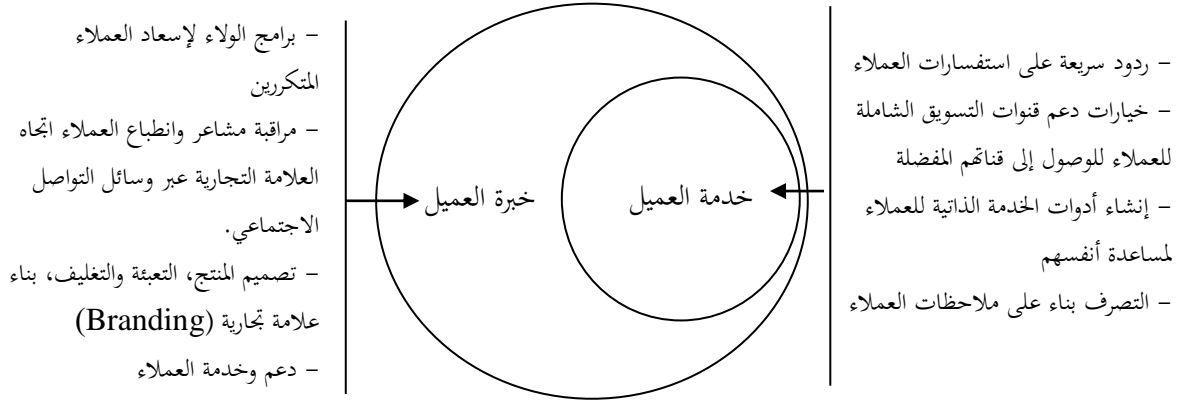 - ردود سريعة على استفسارات العملاء
- خيارات دعم قنوات التسويق الشاملة
للعملاء للوصول إلى قناتهم المفضلة
- إنشاء أدوات الخدمة الذاتية للعملاء
لمساعدة أنفسهم
- التصرف بناء على ملاحظات العملاء
خدمة العميل
خبرة العميل
- برامج الولاء لإسعاد العملاء
المتكررين
- مراقبة مشاعر وانطباع العملاء اتجاه
العلامة التجارية عبر وسائل التواصل
الاجتماعي.
- تصميم المنتج، التعبئة والتغليف، بناء
علامة تجارية (Branding)
- دعم وخدمة العملاء